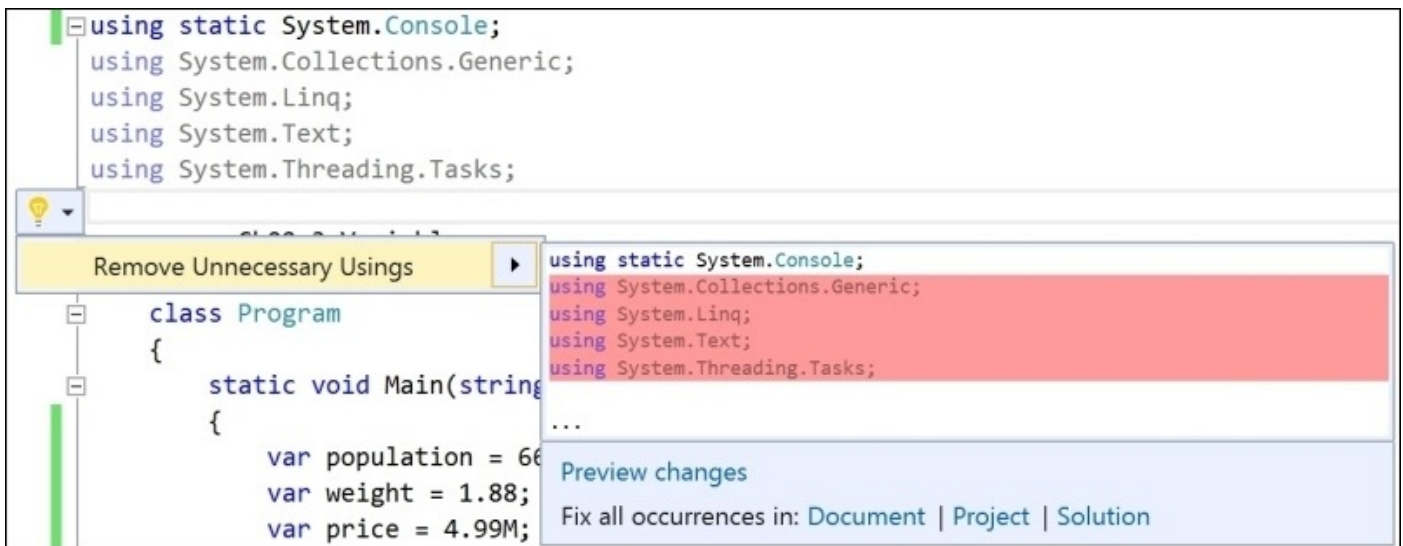 using static System.Console;
using System.Collections.Generic;
using System.Linq;
using System.Text;
using System.Threading.Tasks;
Remove Unnecessary Usings
using static System.Console;
using System.Collections.Generic;
using System.Linq;
using System.Text;
using System.Threading.Tasks;
...
class Program
{
static void Main(string
{
var population = 66
var weight = 1.88;
var price = 4.99M;
Preview changes
Fix all occurrences in: Document | Project | Solution